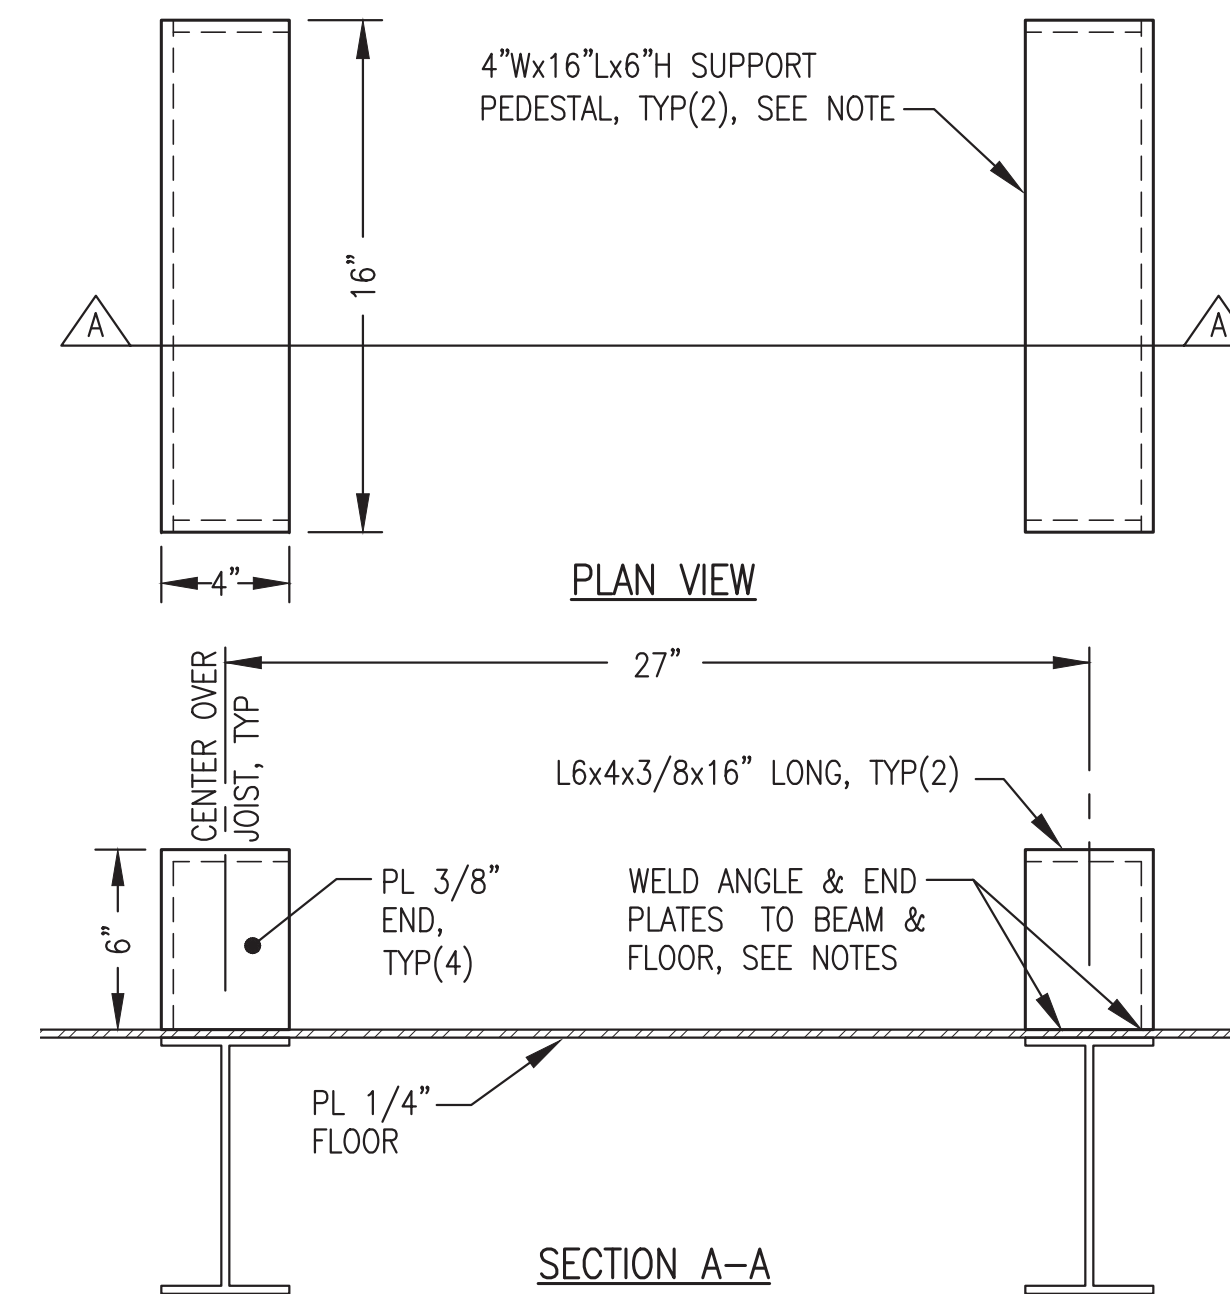 4”Wx16”Lx6”H SUPPORT
PEDESTAL, TYP(2), SEE NOTE
16”
A
A
4”
PLAN VIEW
27”
CENTER OVER
JOIST, TYP
L6x4x3/8x16” LONG, TYP(2)
6”
PL 3/8”
END,
TYP(4)
WELD ANGLE & END
PLATES TO BEAM &
FLOOR, SEE NOTES
PL 1/4”
FLOOR
SECTION A–A